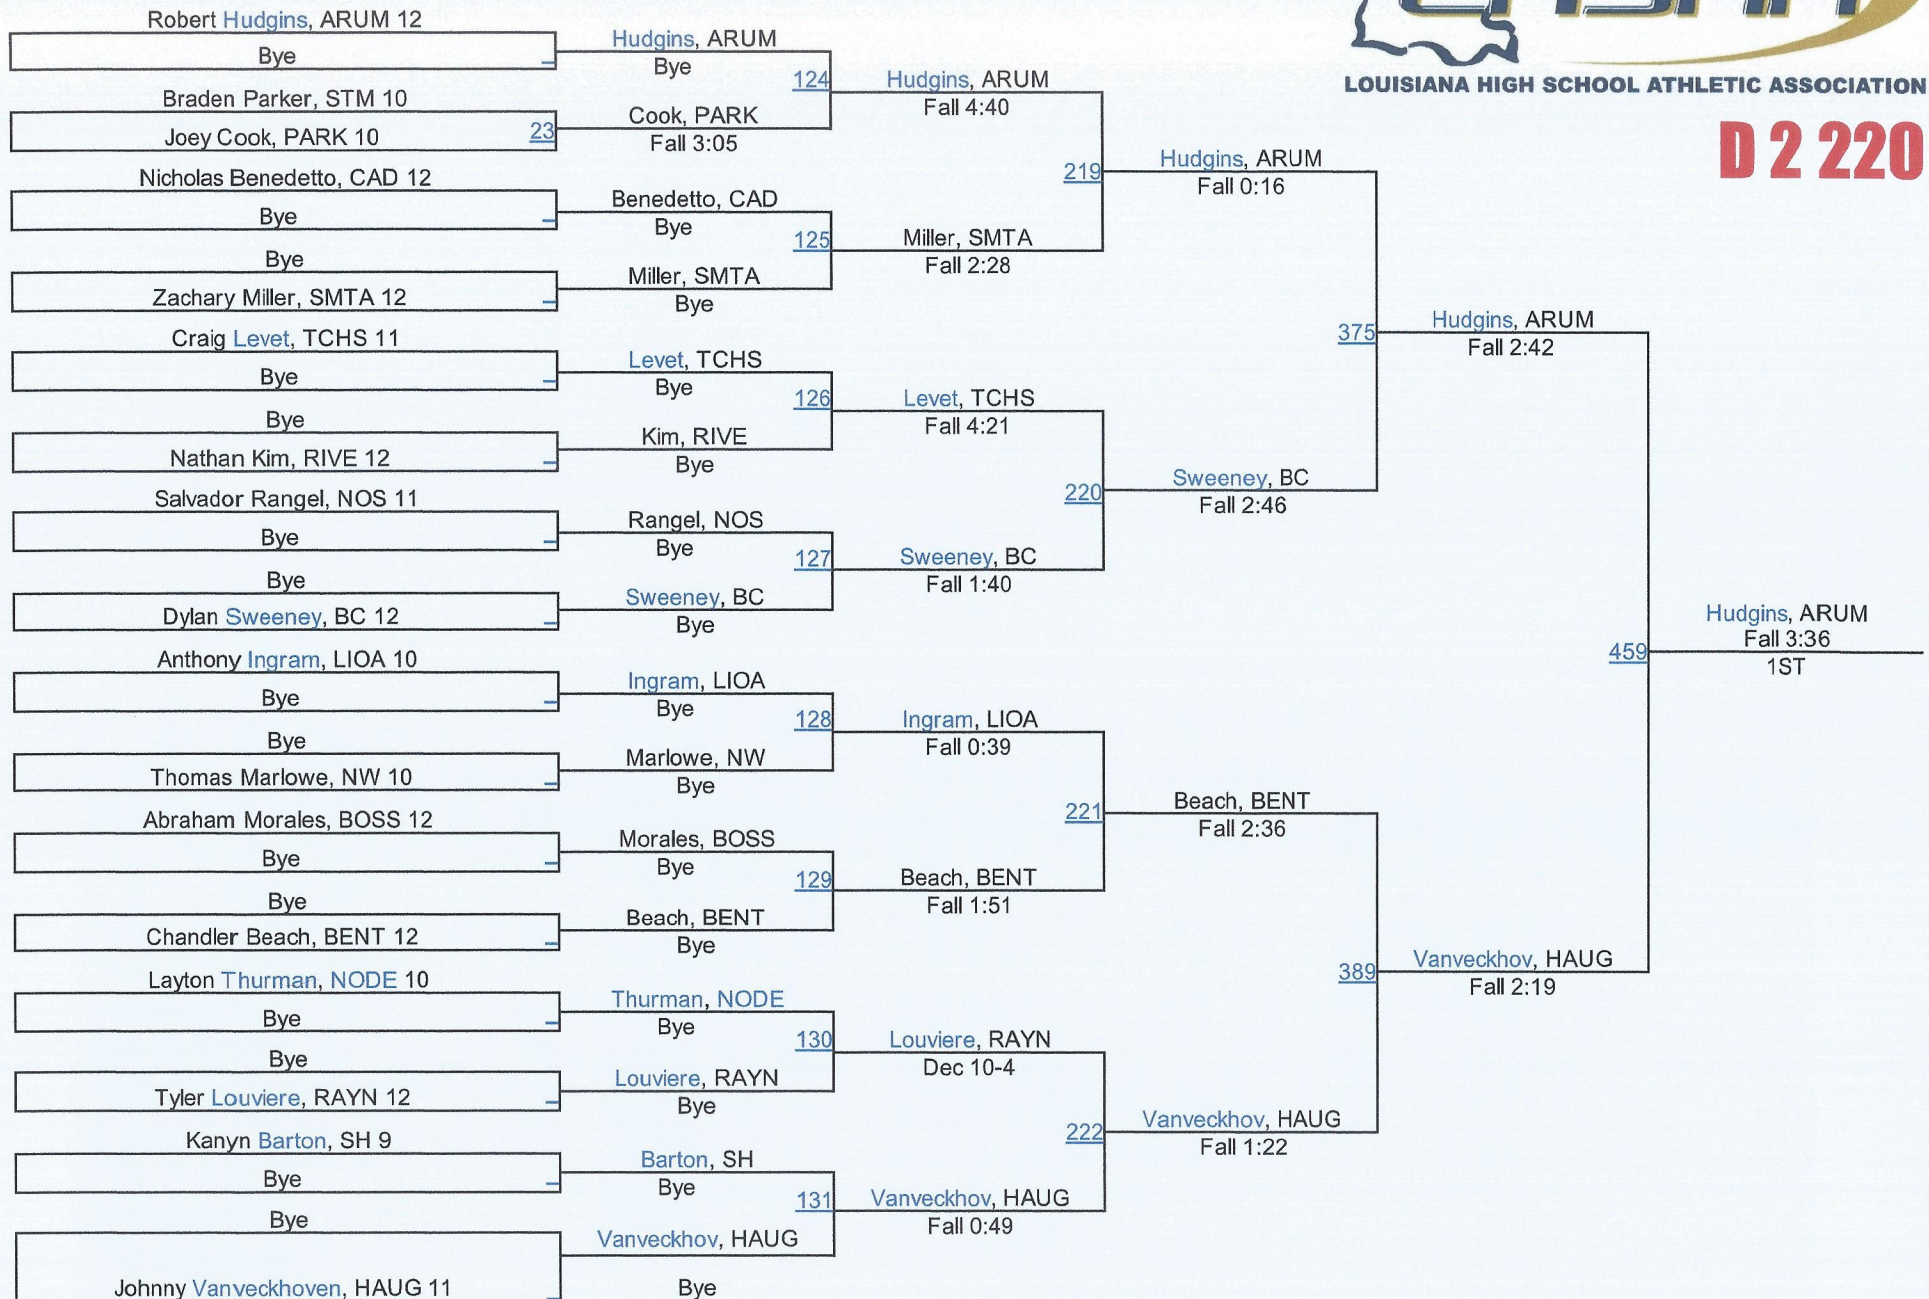 LOUISIANA HIGH SCHOOL ATHLETIC ASSOCIATION
D 2 220
Robert Hudgins, ARUM 12
Bye
Braden Parker, STM 10
Joey Cook, PARK 10
23
Nicholas Benedetto, CAD 12
Bye
Bye
Zachary Miller, SMTA 12
Craig Levet, TCHS 11
Bye
Bye
Nathan Kim, RIVE 12
Salvador Rangel, NOS 11
Bye
Bye
Dylan Sweeney, BC 12
Anthony Ingram, LIOA 10
Bye
Bye
Thomas Marlowe, NW 10
Abraham Morales, BOSS 12
Bye
Bye
Chandler Beach, BENT 12
Layton Thurman, NODE 10
Bye
Bye
Tyler Louviere, RAYN 12
Kanyn Barton, SH 9
Bye
Bye
Johnny Vanveckhoven, HAUG 11
Hudgins, ARUM
Bye
124
Cook, PARK
Fall 3:05
Benedetto, CAD
Bye
125
Miller, SMTA
Bye
Levet, TCHS
Bye
126
Kim, RIVE
Bye
Rangel, NOS
Bye
127
Sweeney, BC
Bye
Ingram, LIOA
Bye
128
Marlowe, NW
Bye
Morales, BOSS
Bye
129
Beach, BENT
Bye
Thurman, NODE
Bye
130
Louviere, RAYN
Bye
Barton, SH
Bye
131
Vanveckhov, HAUG
Bye
Hudgins, ARUM
Fall 4:40
219
Miller, SMTA
Fall 2:28
Levet, TCHS
Fall 4:21
220
Sweeney, BC
Fall 1:40
Ingram, LIOA
Fall 0:39
221
Beach, BENT
Fall 1:51
Louviere, RAYN
Dec 10-4
222
Vanveckhov, HAUG
Fall 0:49
Hudgins, ARUM
Fall 0:16
375
Sweeney, BC
Fall 2:46
Beach, BENT
Fall 2:36
389
Vanveckhov, HAUG
Fall 1:22
Hudgins, ARUM
Fall 2:42
459
Vanveckhov, HAUG
Fall 2:19
Hudgins, ARUM
Fall 3:36
1ST